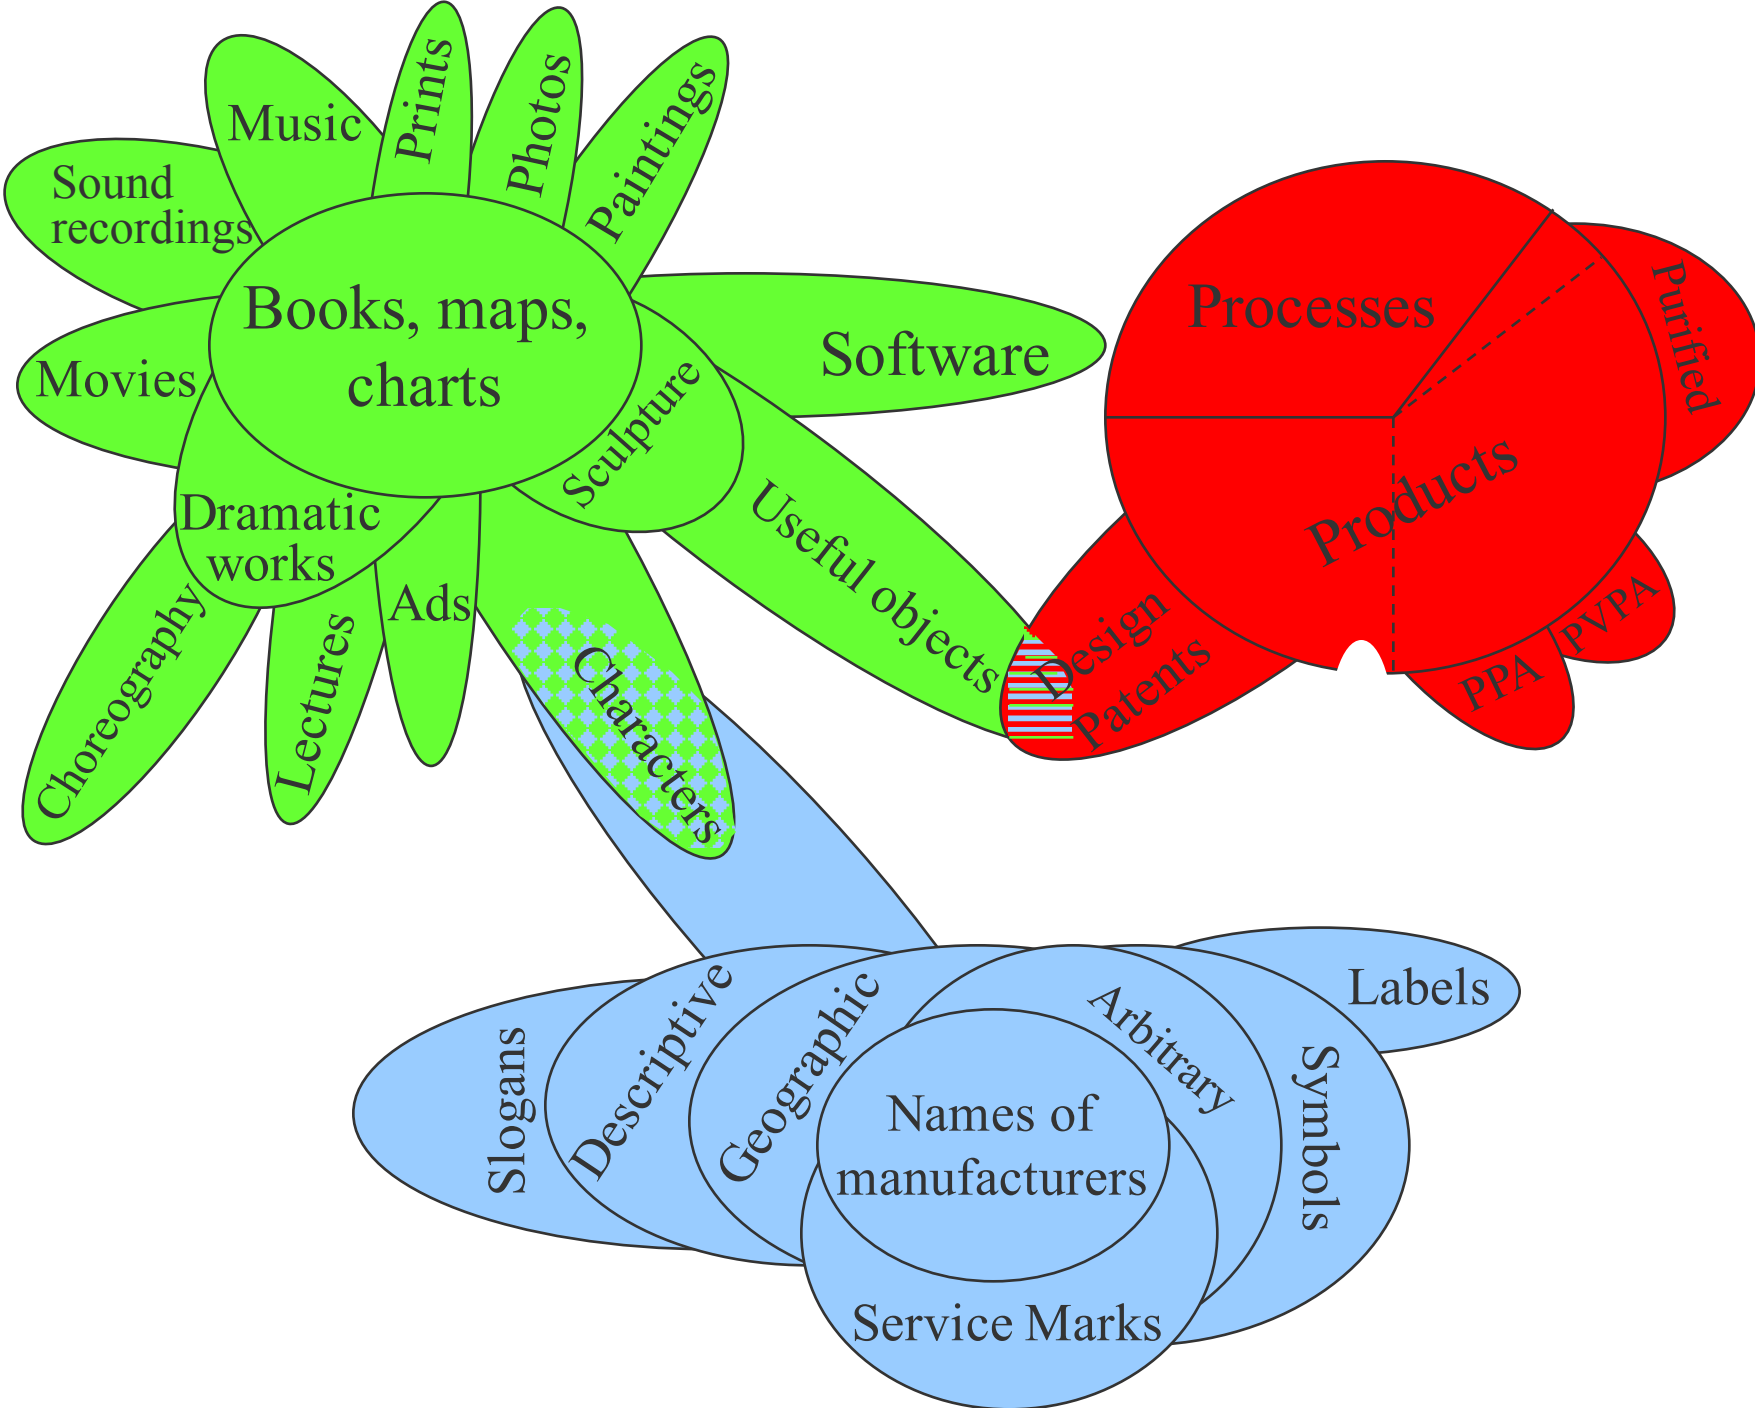 Music
Prints
Photos
Paintings
Sound
recordings
Books, maps,
charts
Software
Movies
Sculpture
Dramatic
works
Useful objects
Choreography
Lectures
Ads
Characters
Processes
Products
Purified
Design
Patents
PPA
PVPA
Slogans
Descriptive
Geographic
Arbitrary
Labels
Symbols
Names of
manufacturers
Service Marks